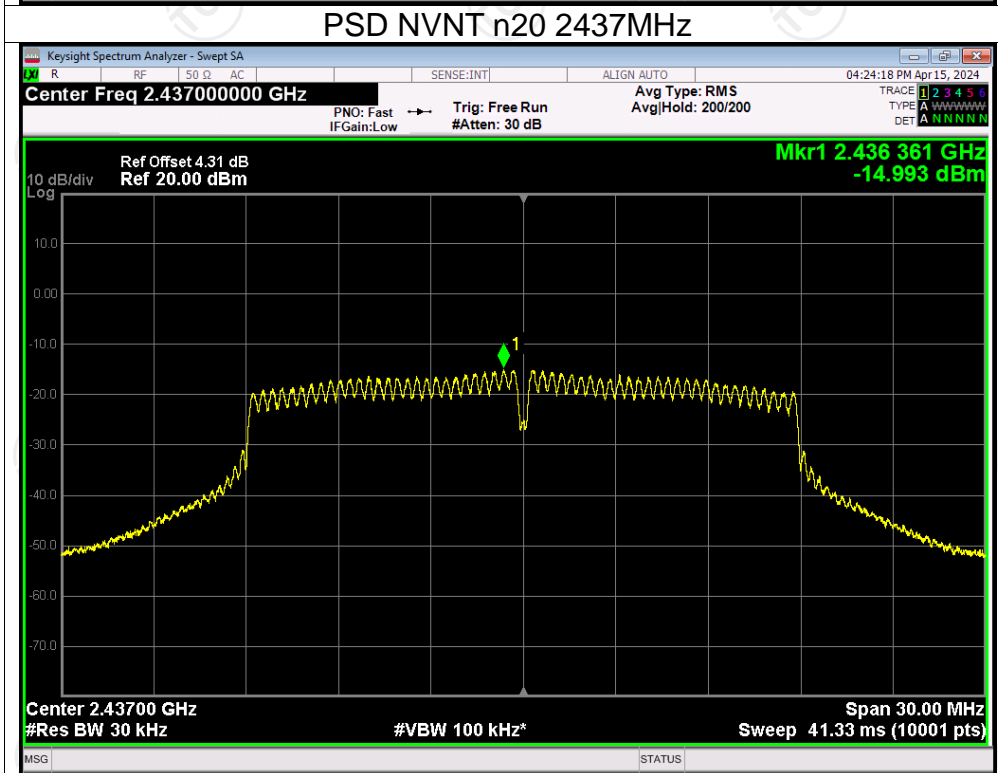 PSD NVNT n20 2437MHz
Keysight Spectrum Analyzer - Swept SA
LXI R RF 50 Ω AC SENSE:INT ALIGN AUTO 04:24:18 PM Apr 15, 2024
Center Freq 2.437000000 GHz Avg Type: RMS TRACE 1 2 3 4 5 6
PNO: Fast Trig: Free Run Avg|Hold: 200/200 TYPE A WWWWW
IFGain:Low #Atten: 30 dB DET A N N N N N
Mkr1 2.436 361 GHz
Ref Offset 4.31 dB
10 dB/div Ref 20.00 dBm -14.993 dBm
Log
10.0
0.00
-10.0
1
-20.0
-30.0
-40.0
-50.0
-60.0
-70.0
Center 2.43700 GHz Span 30.00 MHz
#Res BW 30 kHz #VBW 100 kHz* Sweep 41.33 ms (10001 pts)
MSG STATUS